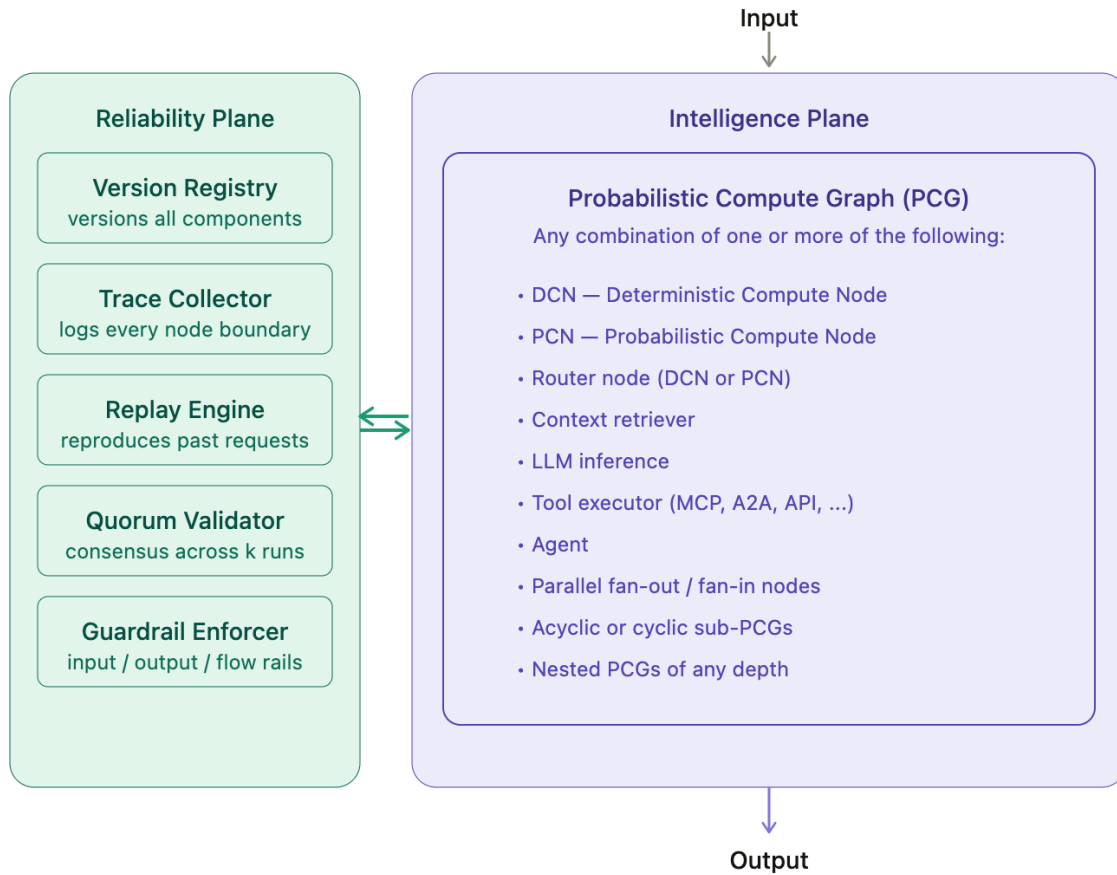 Input
Reliability Plane
Version Registry
versions all components
Trace Collector
logs every node boundary
Replay Engine
reproduces past requests
Quorum Validator
consensus across k runs
Guardrail Enforcer
input / output / flow rails
Intelligence Plane
Probabilistic Compute Graph (PCG)
Any combination of one or more of the following:
• DCN — Deterministic Compute Node
• PCN — Probabilistic Compute Node
• Router node (DCN or PCN)
• Context retriever
• LLM inference
• Tool executor (MCP, A2A, API, ...)
• Agent
• Parallel fan-out / fan-in nodes
• Acyclic or cyclic sub-PCGs
• Nested PCGs of any depth
Output